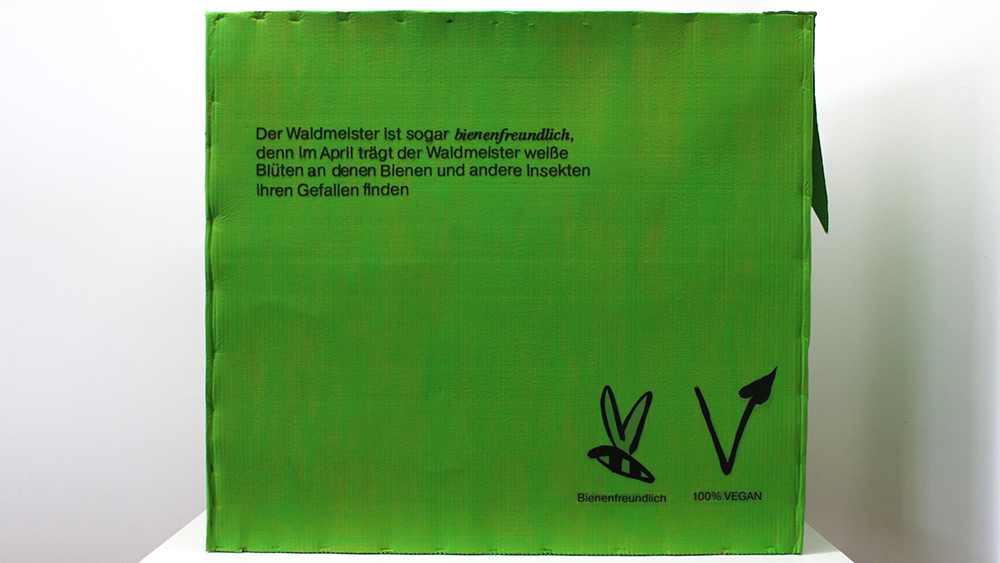 Der Waldmeister ist sogar bienenfreundlich,
denn im April trägt der Waldmeister weiße
Blüten an denen Bienen und andere Insekten
ihren Gefallen finden
Bienenfreundlich
100% VEGAN